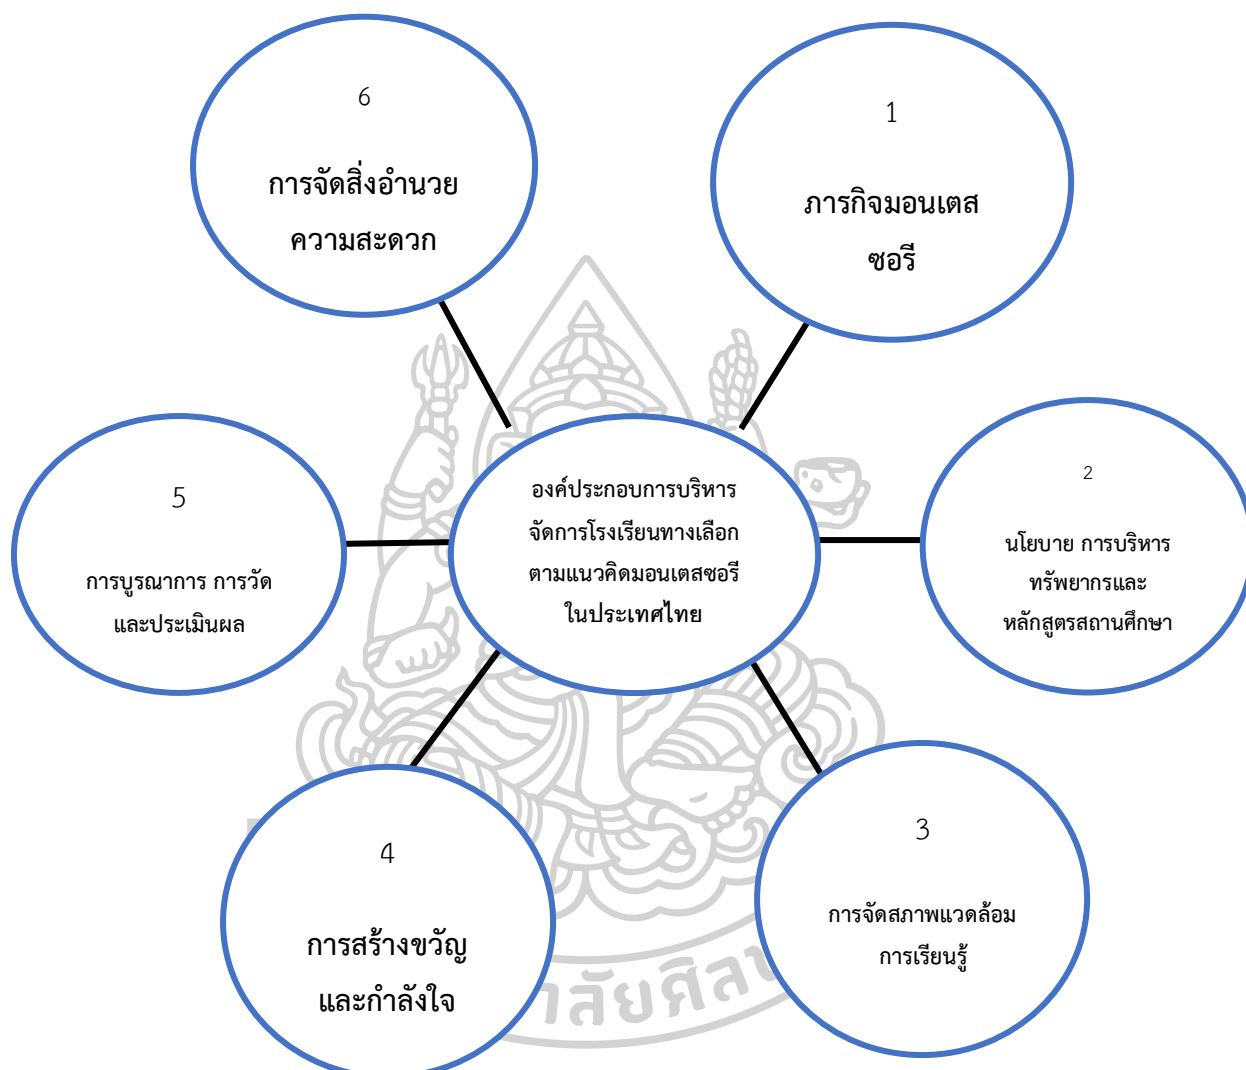 6
การจัดสิ่งอำนวย
ความสะดวก
1
ภารกิจมอนเตส
ซอรี
5
การบูรณาการ การวัด
และประเมินผล
องค์ประกอบการบริหาร
จัดการโรงเรียนทางเลือก
ตามแนวคิดมอนเตสซอรี
ในประเทศไทย
2
นโยบาย การบริหาร
ทรัพยากรและ
หลักสูตรสถานศึกษา
4
การสร้างขวัญ
และกำลังใจ
3
การจัดสภาพแวดล้อม
การเรียนรู้